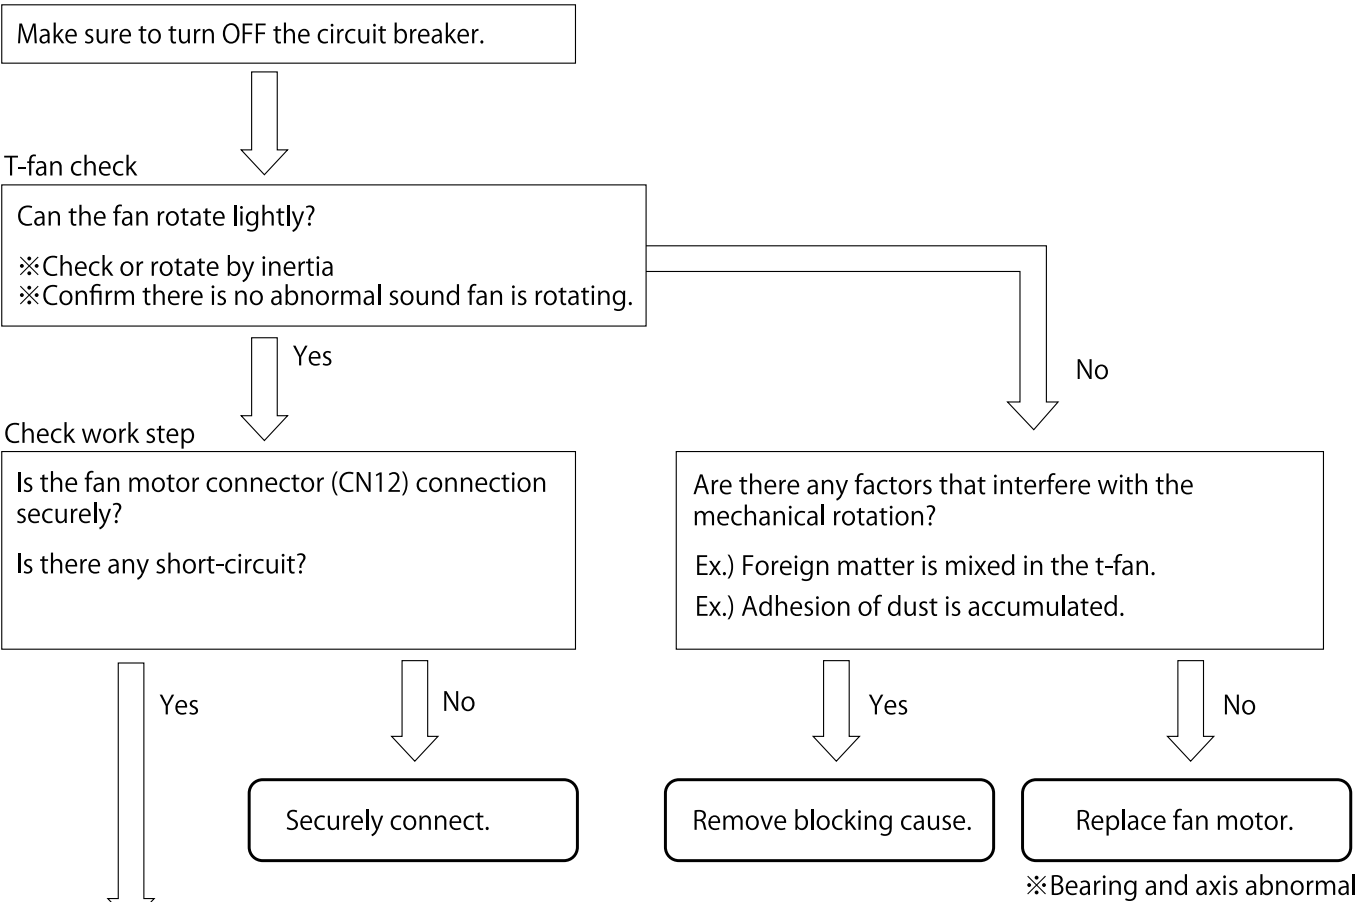 Make sure to turn OFF the circuit breaker.
T-fan check
Can the fan rotate lightly?
※Check or rotate by inertia
※Confirm there is no abnormal sound fan is rotating.
Yes
No
Check work step
Is the fan motor connector (CN12) connection
securely?
Is there any short-circuit?
Are there any factors that interfere with the
mechanical rotation?
Ex.) Foreign matter is mixed in the t-fan.
Ex.) Adhesion of dust is accumulated.
Yes
No
Yes
No
Securely connect.
Remove blocking cause.
Replace fan motor.
※Bearing and axis abnormal